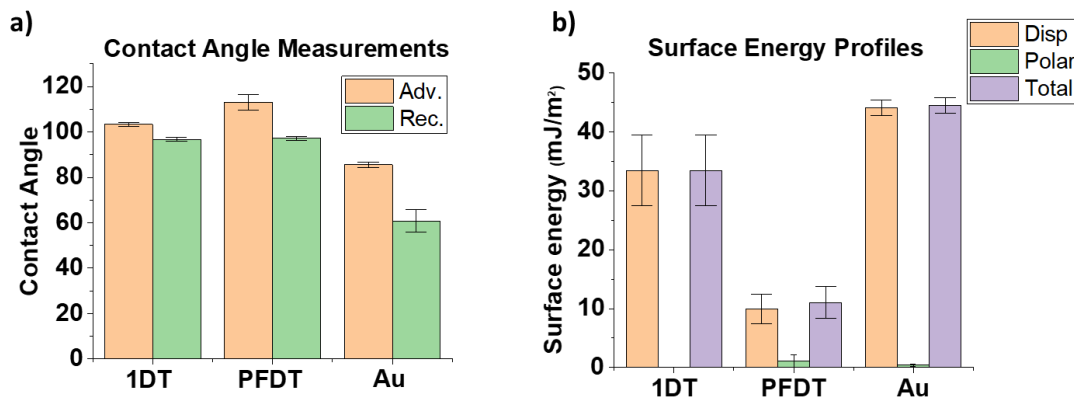 a)
Contact Angle Measurements
Adv.
Rec.
Contact Angle
120
100
80
60
40
20
0
1DT
PFDT
Au
b)
Surface Energy Profiles
Disp
Polar
Total
Surface energy (mJ/m²)
50
40
30
20
10
0
1DT
PFDT
Au